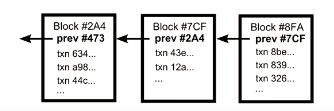 Block #2A4
prev #473
txn 634...
txn a98...
txn 44c...
...
Block #7CF
prev #2A4
txn 43e...
txn 12a...
...
Block #8FA
prev #7CF
txn 8be...
txn 839...
txn 326...
...